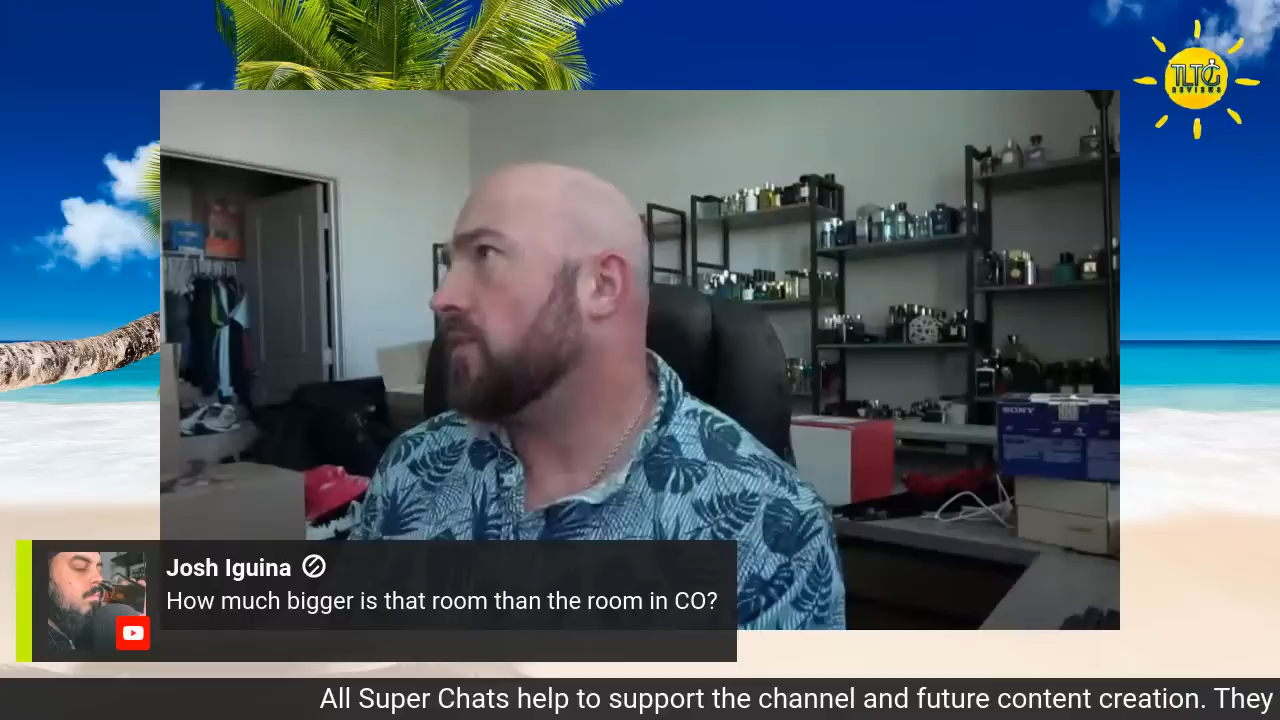 TLTG
REVIEWS
SONY
Josh Iguina
How much bigger is that room than the room in CO?
All Super Chats help to support the channel and future content creation. They